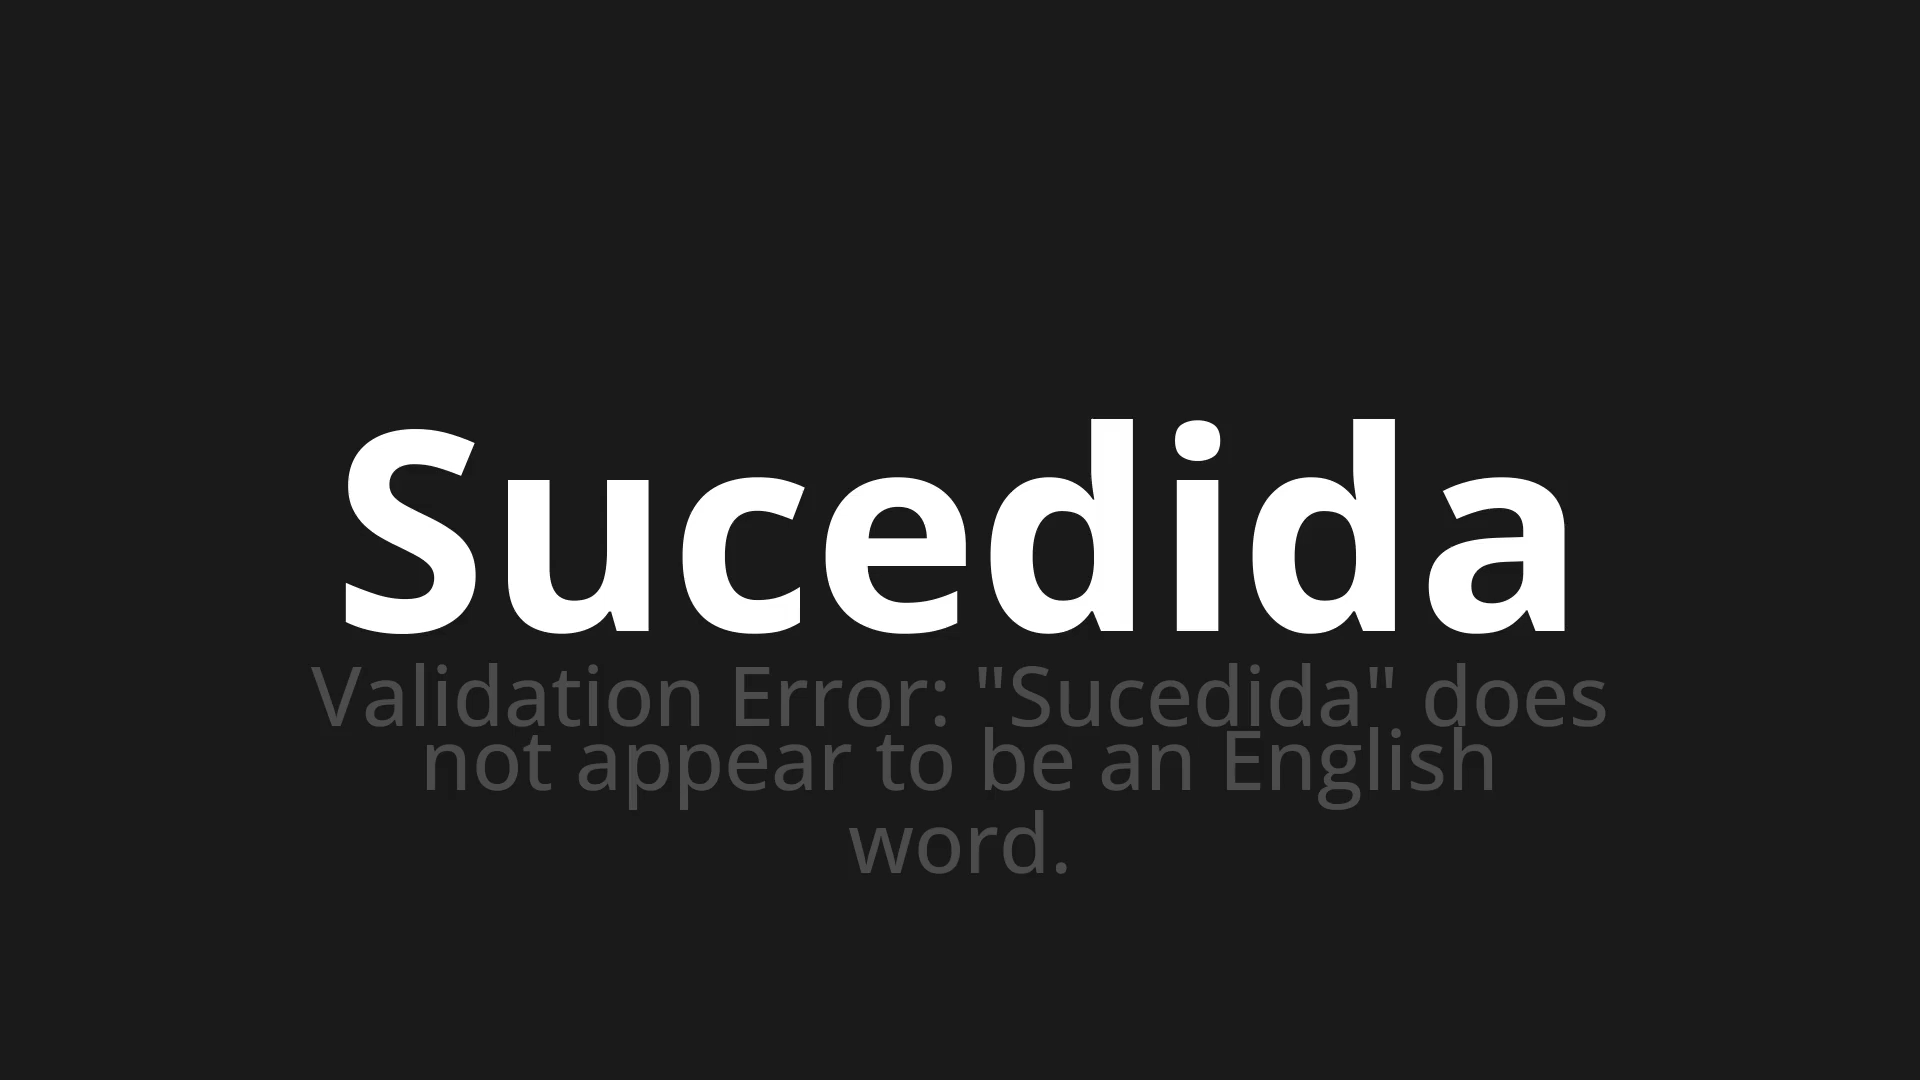 Sucedida
Validation Error: "Sucedida" does
not appear to be an English
word.